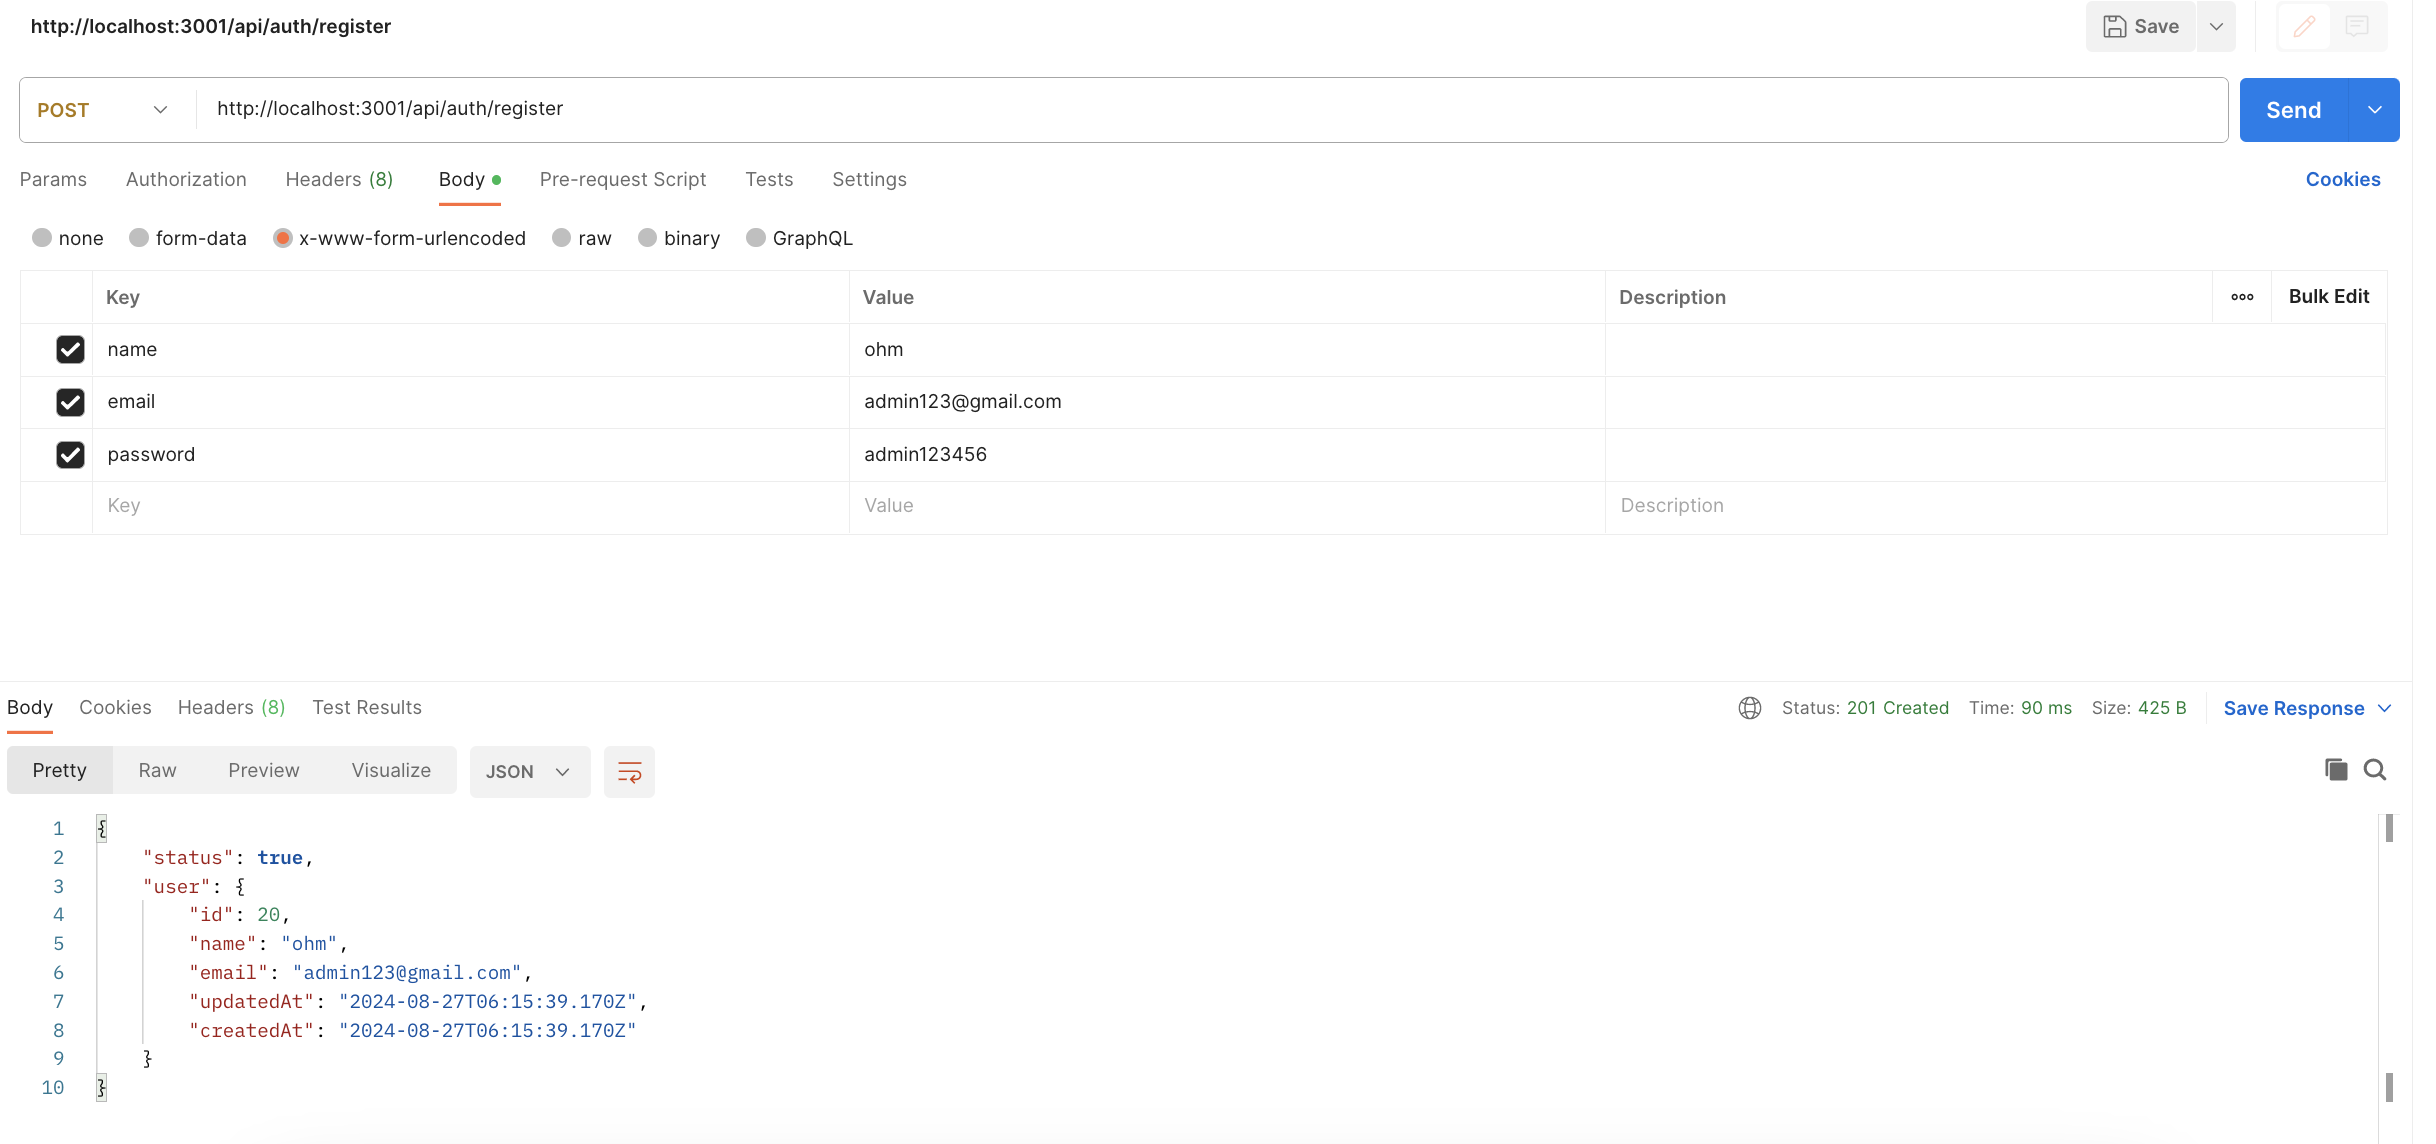 http://localhost:3001/api/auth/register
Save
POST
http://localhost:3001/api/auth/register
Send
Params Authorization Headers (8) Body Pre-request Script Tests Settings Cookies
none form-data x-www-form-urlencoded raw binary GraphQL
Key Value Description ooo Bulk Edit
name ohm
email admin123@gmail.com
password admin123456
Key Value Description
Body Cookies Headers (8) Test Results Status: 201 Created Time: 90 ms Size: 425 B Save Response
Pretty Raw Preview Visualize JSON
1 {
2 "status": true,
3 "user": {
4 "id": 20,
5 "name": "ohm",
6 "email": "admin123@gmail.com",
7 "updatedAt": "2024-08-27T06:15:39.170Z",
8 "createdAt": "2024-08-27T06:15:39.170Z"
9 }
10 }